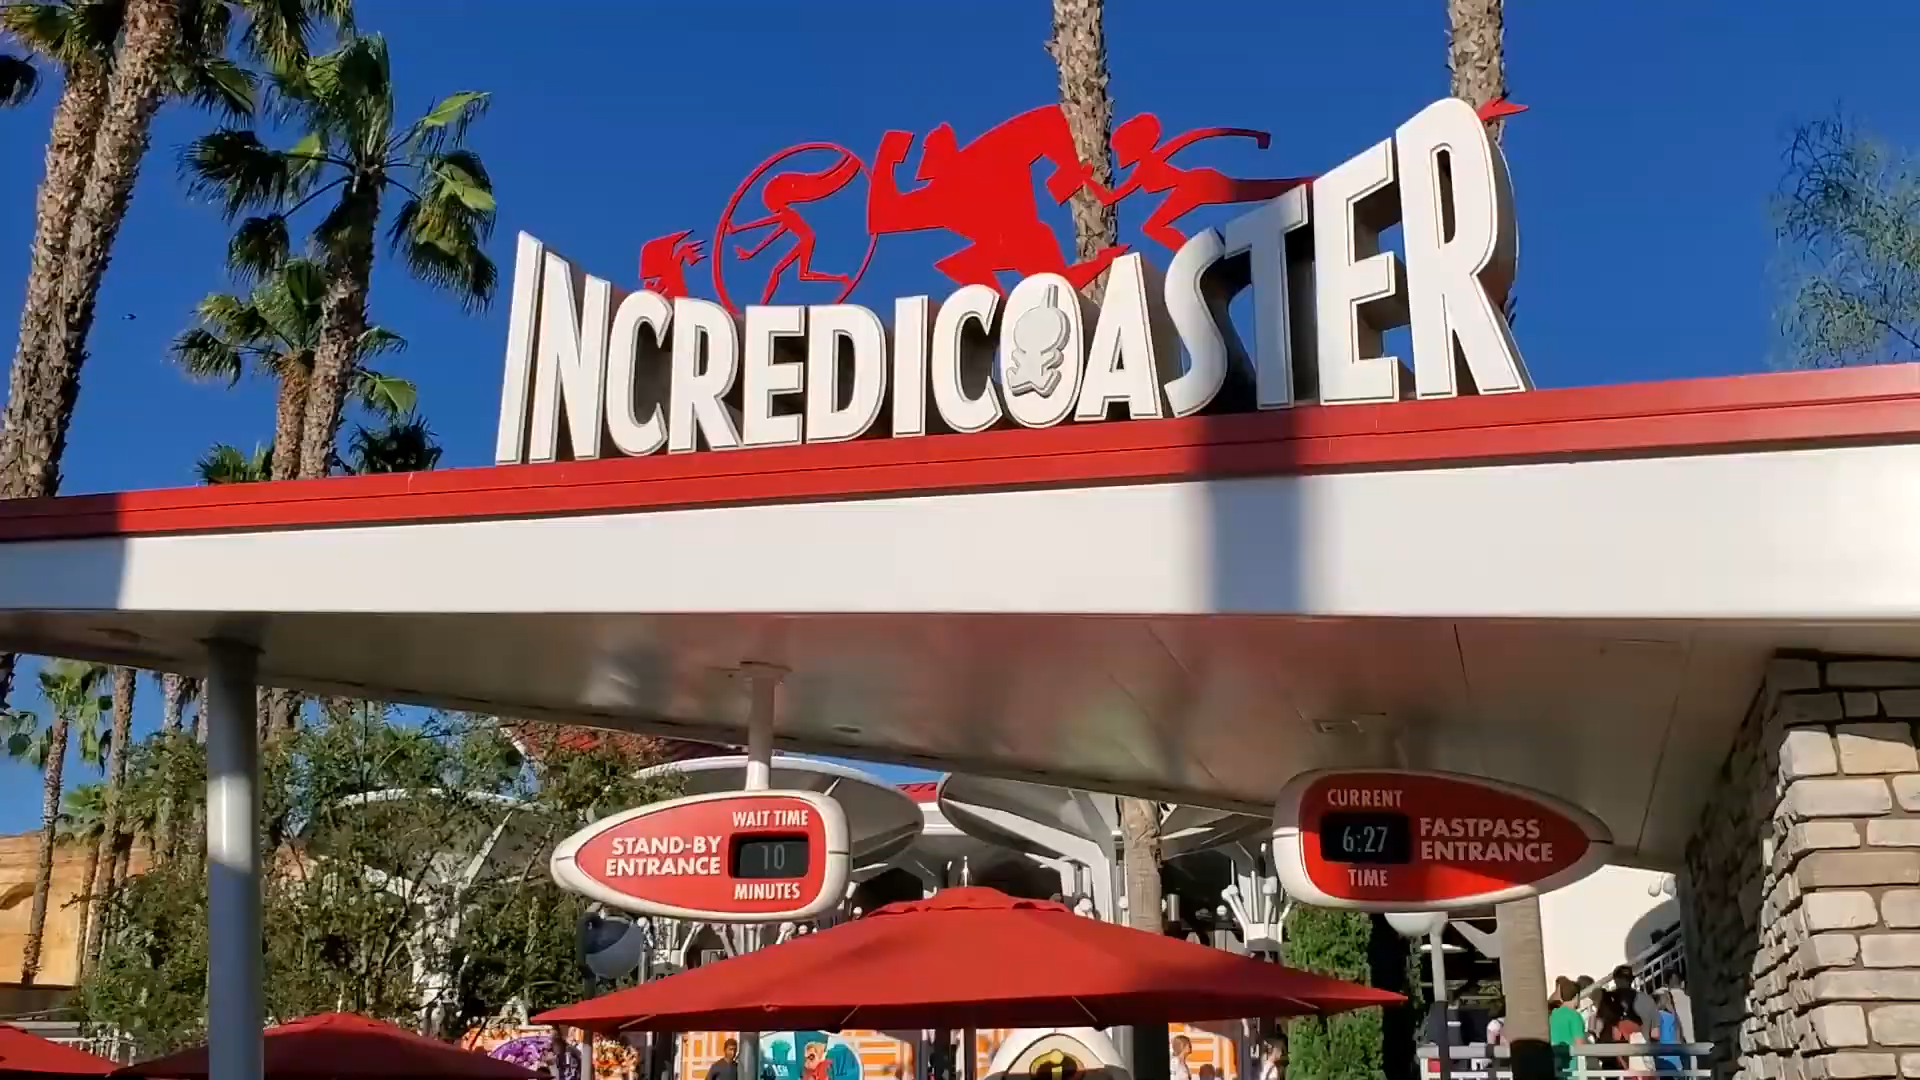 INCREDICOASTER
WAIT TIME
STAND-BY
ENTRANCE
10
MINUTES
CURRENT
6:27
TIME
FASTPASS
ENTRANCE